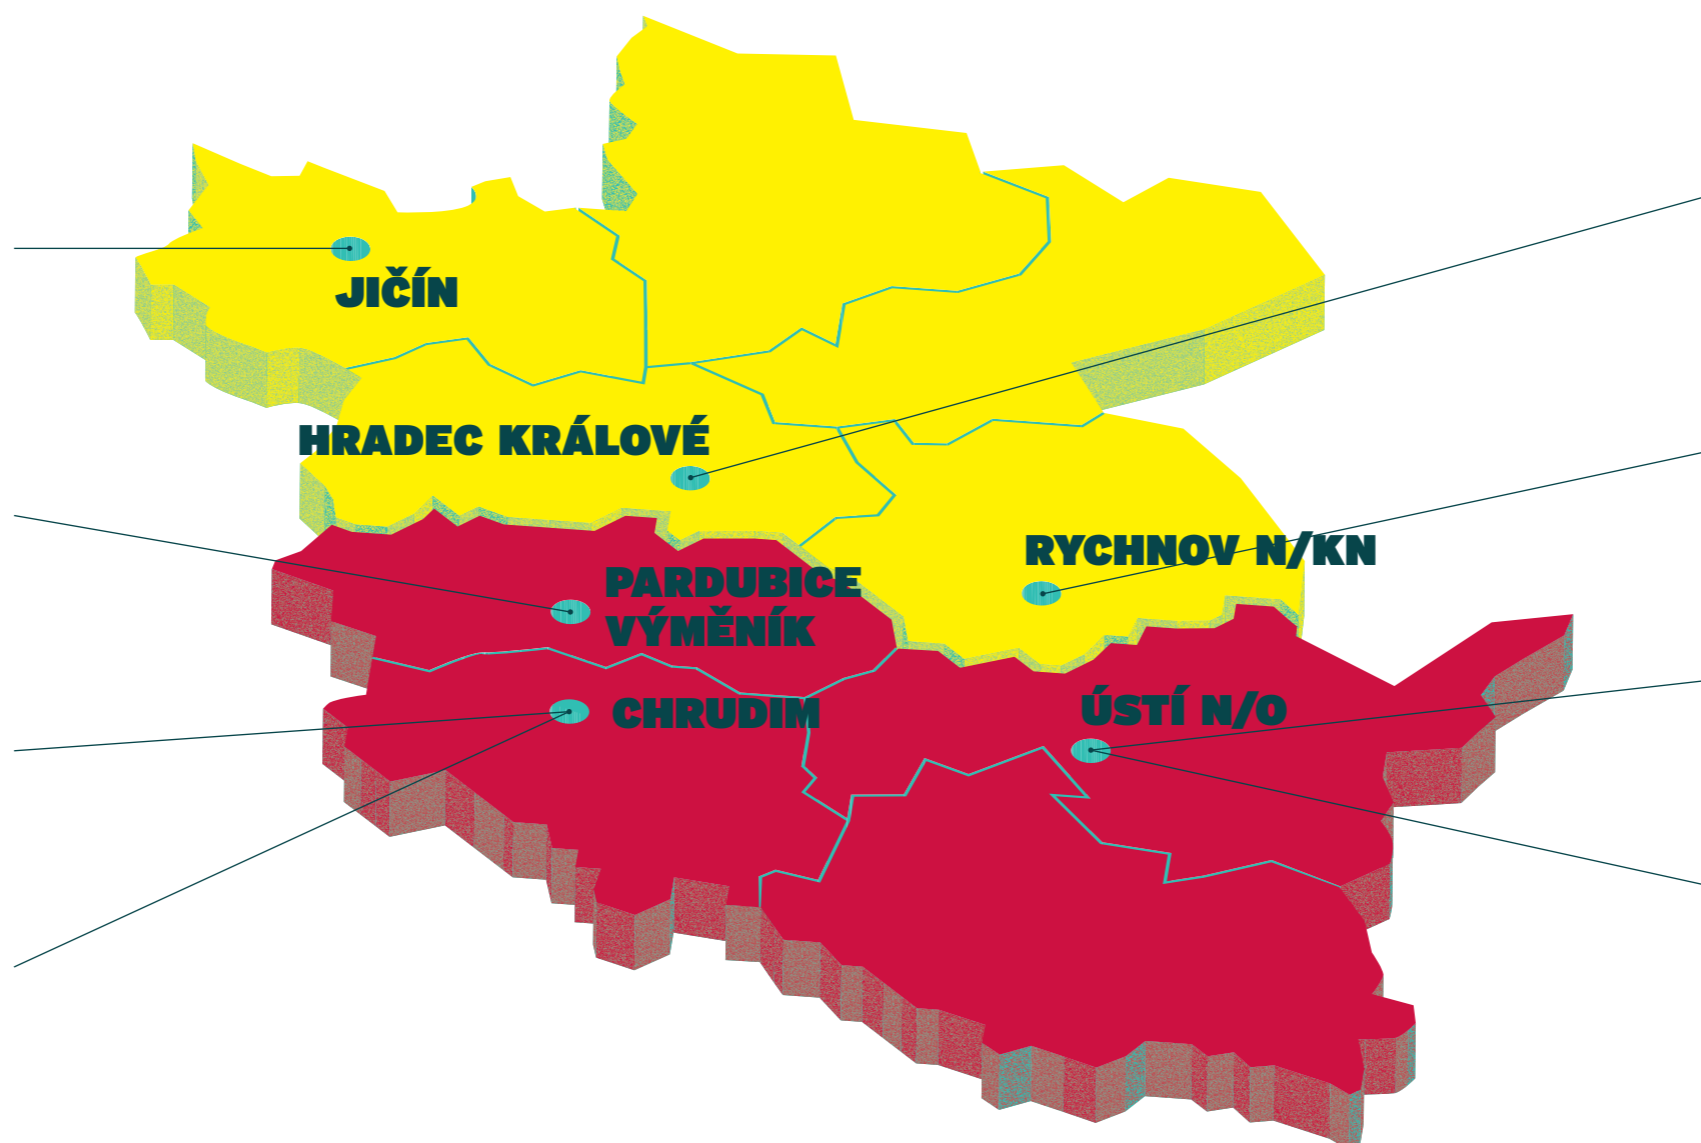 JIČÍN
HRADEC KRÁLOVÉ
RYCHNOV N/KN
PARDUBICE
VÝMĚNÍK
CHRUDIM
ÚSTÍ N/O